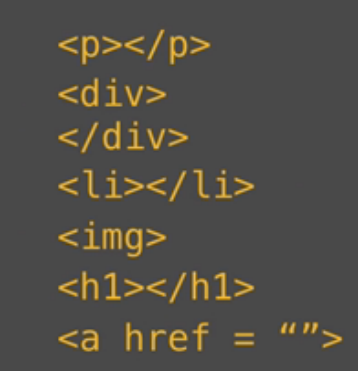 <p></p>
<div>
</div>
<li></li>
<img>
<h1></h1>
<a href = “”>